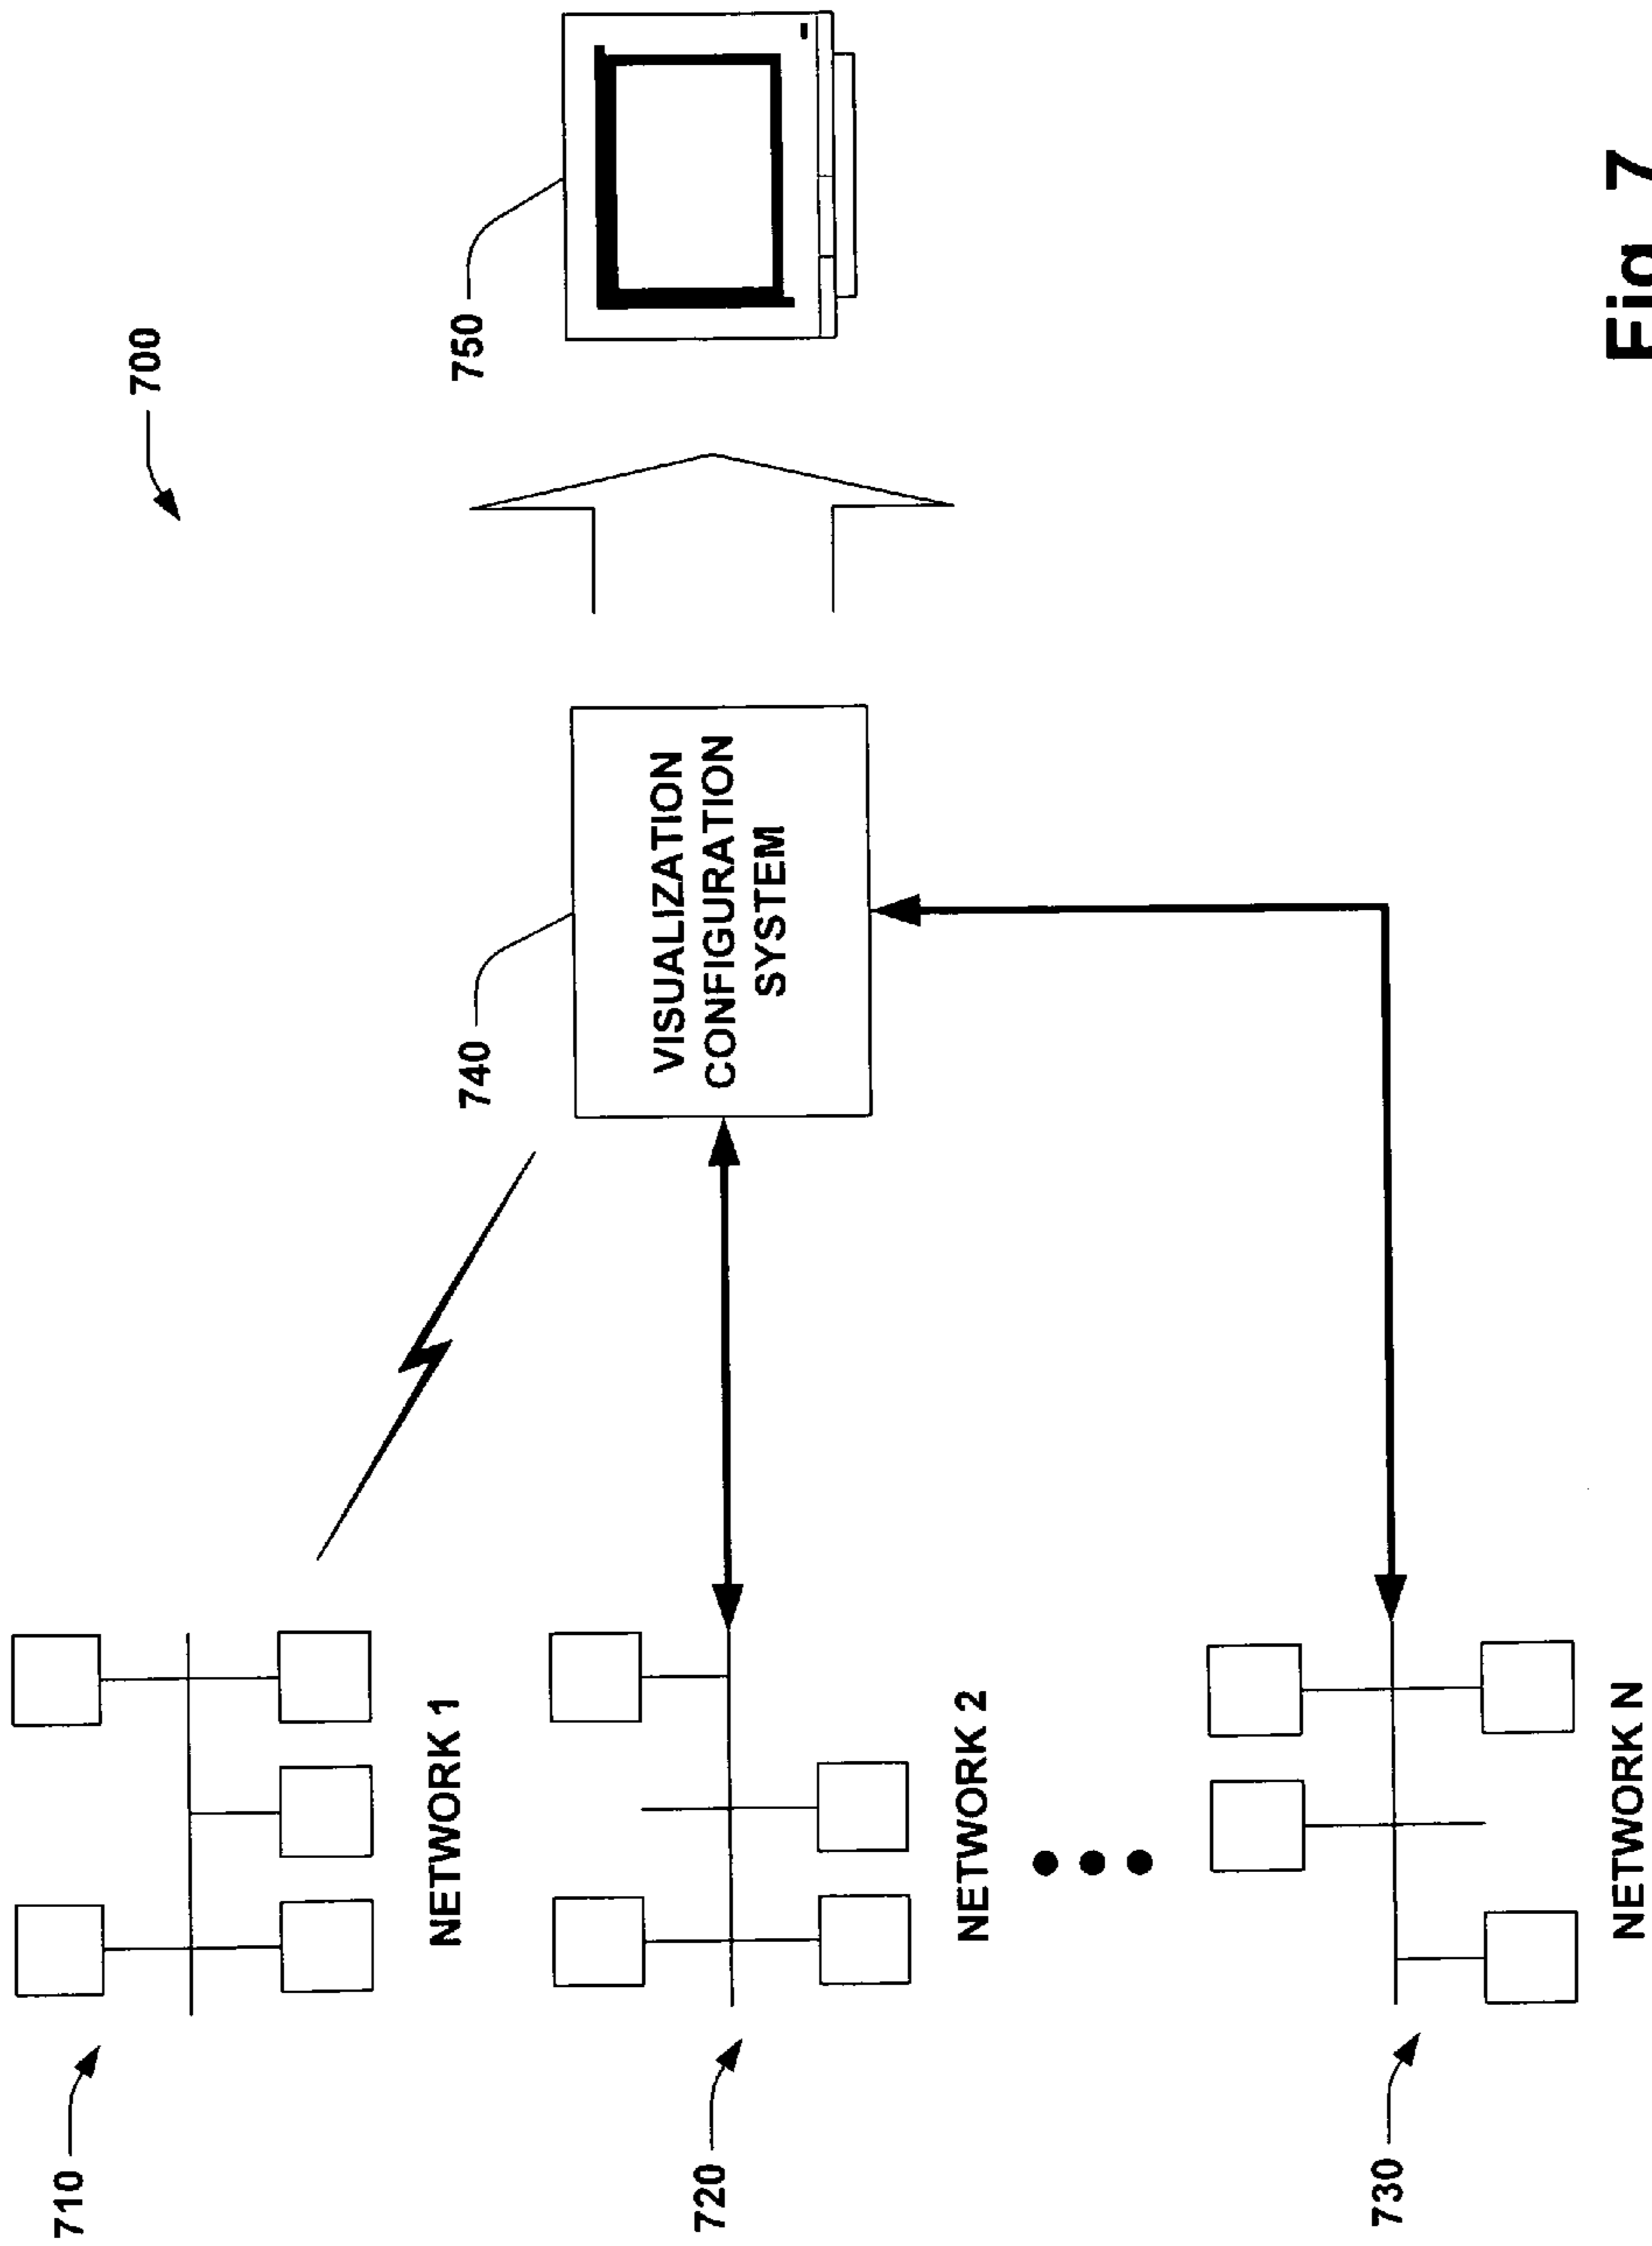 700
710
NETWORK 1
740
750
VISUALIZATION
CONFIGURATION
SYSTEM
720
NETWORK 2
730
NETWORK N
Fig. 7